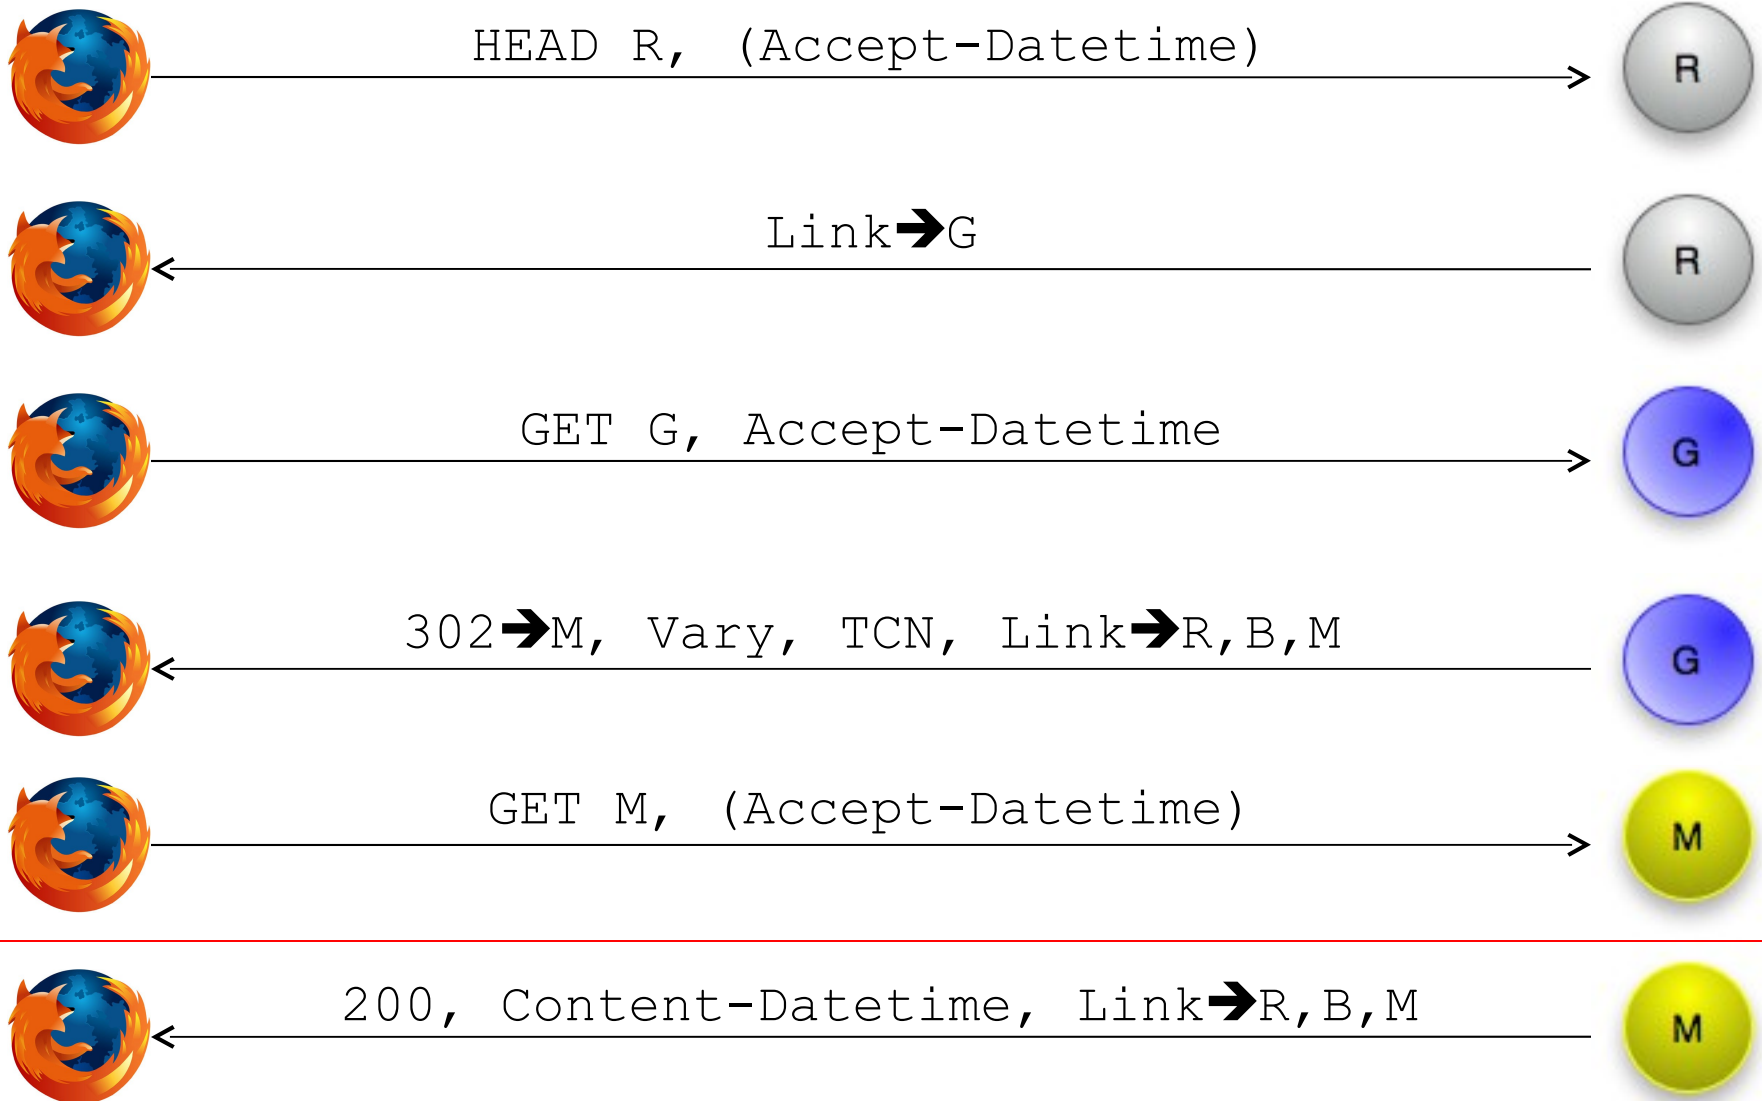 HEAD R, (Accept-Datetime)
R
Link➔G
R
GET G, Accept-Datetime
G
302➔M, Vary, TCN, Link➔R,B,M
G
GET M, (Accept-Datetime)
M
200, Content-Datetime, Link➔R,B,M
M